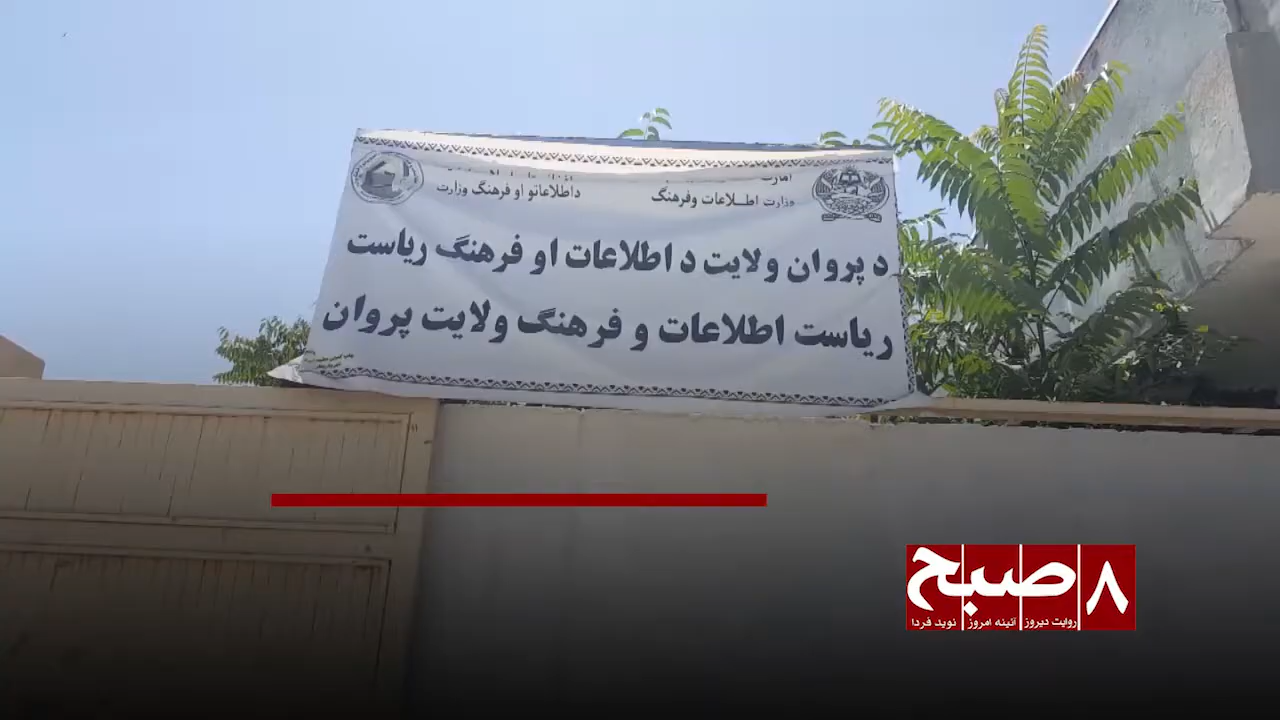 وزارت اطلاعات وفرهنگ
داطلاعاتو او فرهنگ وزارت
د پروان ولایت د اطلاعات او فرهنگ ریاست
ریاست اطلاعات و فرهنگ ولایت پروان
۸صبح
روایت دیروز آئینه امروز نوید فردا